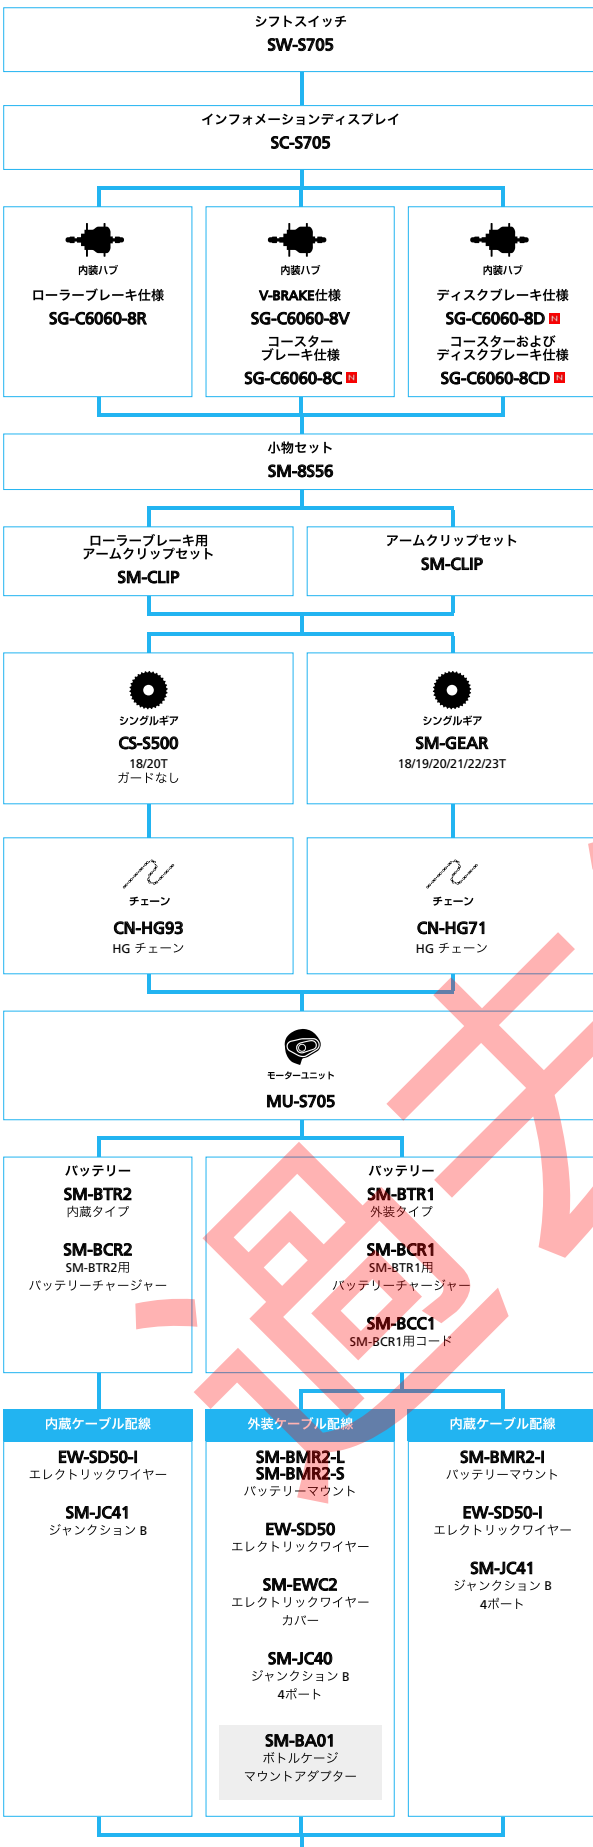 シフトスイッチ
SW-S705
インフォメーションディスプレイ
SC-S705
内装ハブ
ローラーブレーキ仕様
SG-C6060-8R
内装ハブ
V-BRAKE仕様
SG-C6060-8V
コースター
ブレーキ仕様
SG-C6060-8C N
内装ハブ
ディスクブレーキ仕様
SG-C6060-8D N
コースターおよび
ディスクブレーキ仕様
SG-C6060-8CD N
小物セット
SM-8S56
ローラーブレーキ用
アームクリップセット
SM-CLIP
アームクリップセット
SM-CLIP
シングルギア
CS-S500
18/20T
ガードなし
シングルギア
SM-GEAR
18/19/20/21/22/23T
チェーン
CN-HG93
HG チェーン
チェーン
CN-HG71
HG チェーン
モーターユニット
MU-S705
バッテリー
SM-BTR2
内蔵タイプ
SM-BCR2
SM-BTR2用
バッテリーチャージャー
バッテリー
SM-BTR1
外装タイプ
SM-BCR1
SM-BTR1用
バッテリーチャージャー
SM-BCC1
SM-BCR1用コード
内蔵ケーブル配線
EW-SD50-I
エレクトリックワイヤー
SM-JC41
ジャンクション B
外装ケーブル配線
SM-BMR2-L
SM-BMR2-S
バッテリーマウント
EW-SD50
エレクトリックワイヤー
SM-EWC2
エレクトリックワイヤー
カバー
SM-JC40
ジャンクション B
4ポート
SM-BA01
ボトルケージ
マウントアダプター
内蔵ケーブル配線
SM-BMR2-I
バッテリーマウント
EW-SD50-I
エレクトリックワイヤー
SM-JC41
ジャンクション B
4ポート
過去